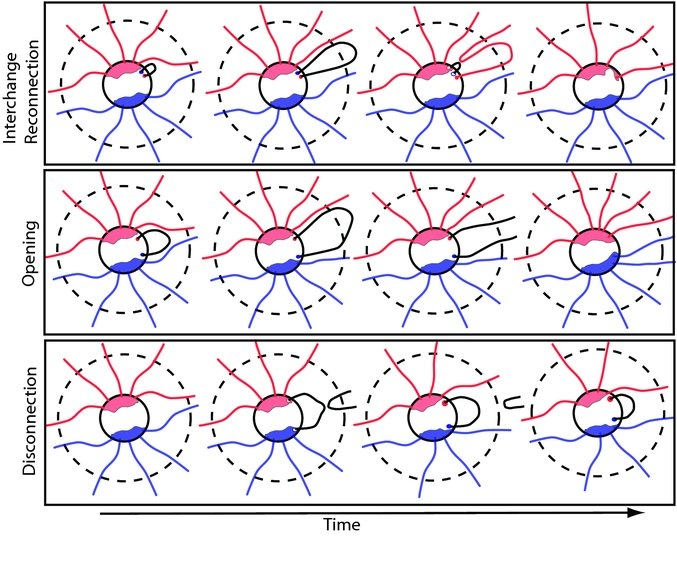 Interchange
Reconnection
Opening
Disconnection
Time